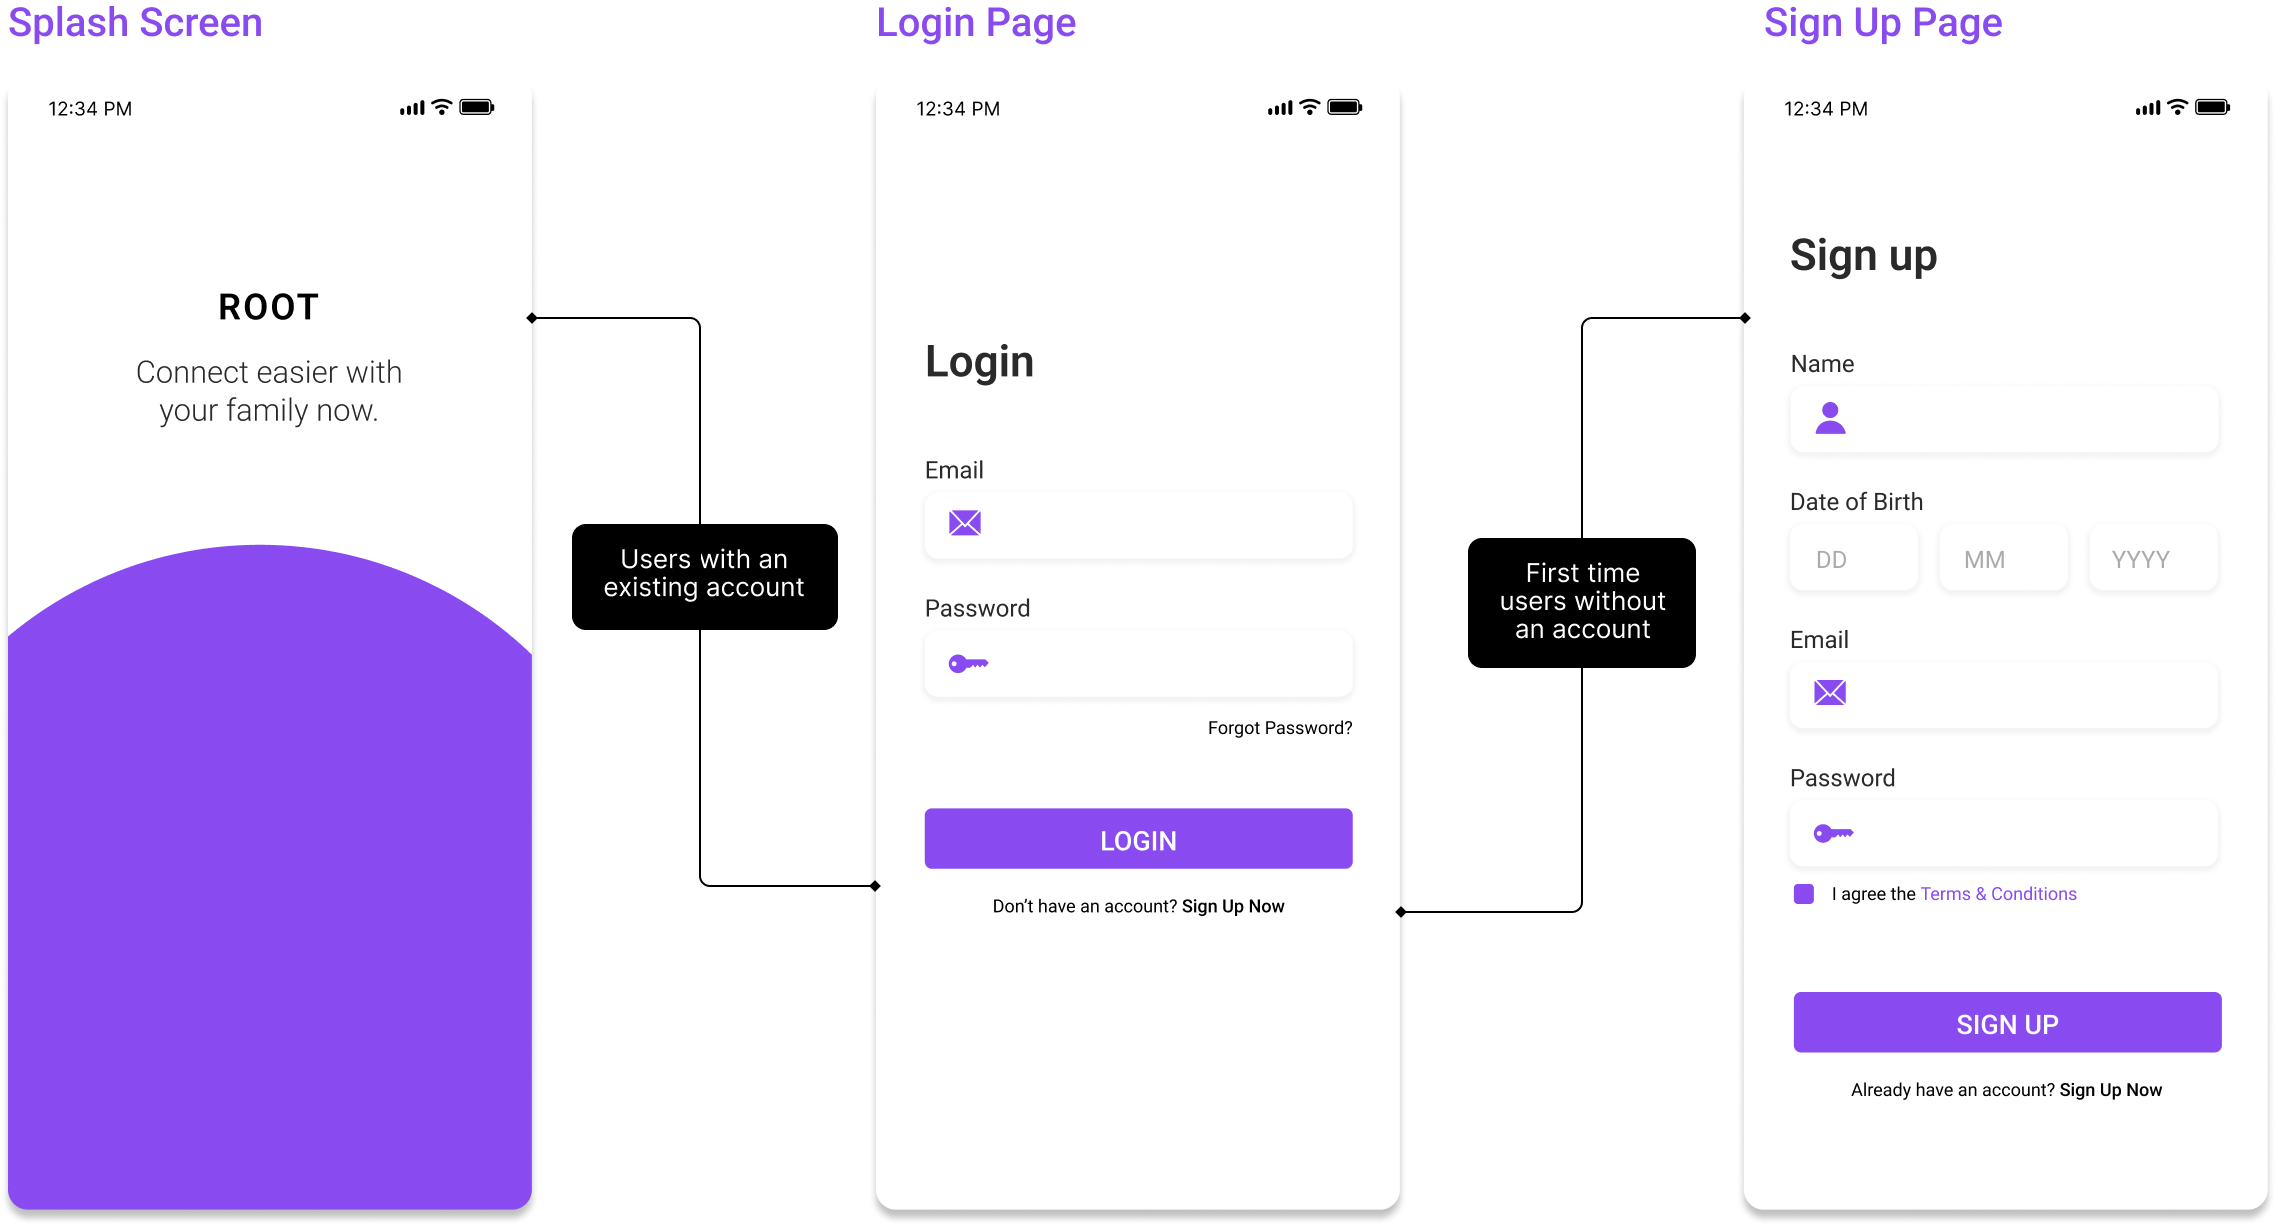 Splash Screen
12:34 PM
ROOT
Connect easier with
your family now.
Users with an
existing account
Login Page
12:34 PM
Login
Email
Password
Forgot Password?
LOGIN
Don’t have an account? Sign Up Now
First time
users without
an account
Sign Up Page
12:34 PM
Sign up
Name
Date of Birth
DD MM YYYY
Email
Password
I agree the Terms & Conditions
SIGN UP
Already have an account? Sign Up Now